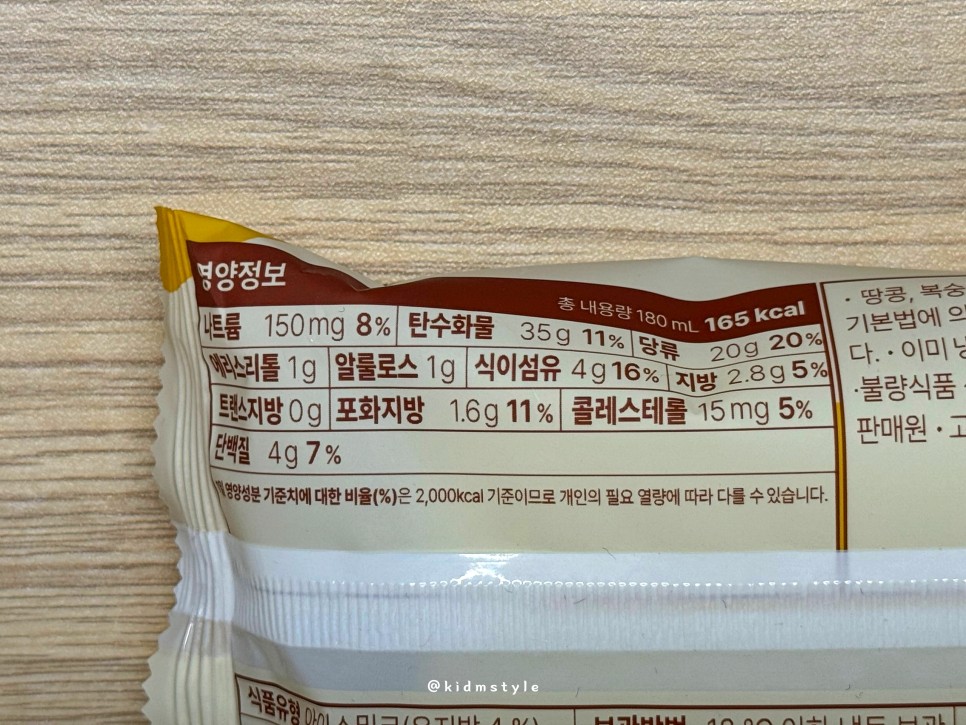 영양정보
총 내용량 180 mL 165 kcal
나트륨 150mg 8% 탄수화물 35g 11% 당류 20g 20%
에리스리톨 1g 알룰로스 1g 식이섬유 4g 16% 지방 2.8g 5%
트랜스지방 0g 포화지방 1.6g 11% 콜레스테롤 15mg 5%
단백질 4g 7%
영양성분 기준치에 대한 비율(%)은 2,000kcal 기준이므로 개인의 필요 열량에 따라 다를 수 있습니다.
· 땅콩, 복숭
기본법에 의
다. · 이미 냉
·불량식품
판매원 · 고
@kidmstyle
식품유형
보관방법